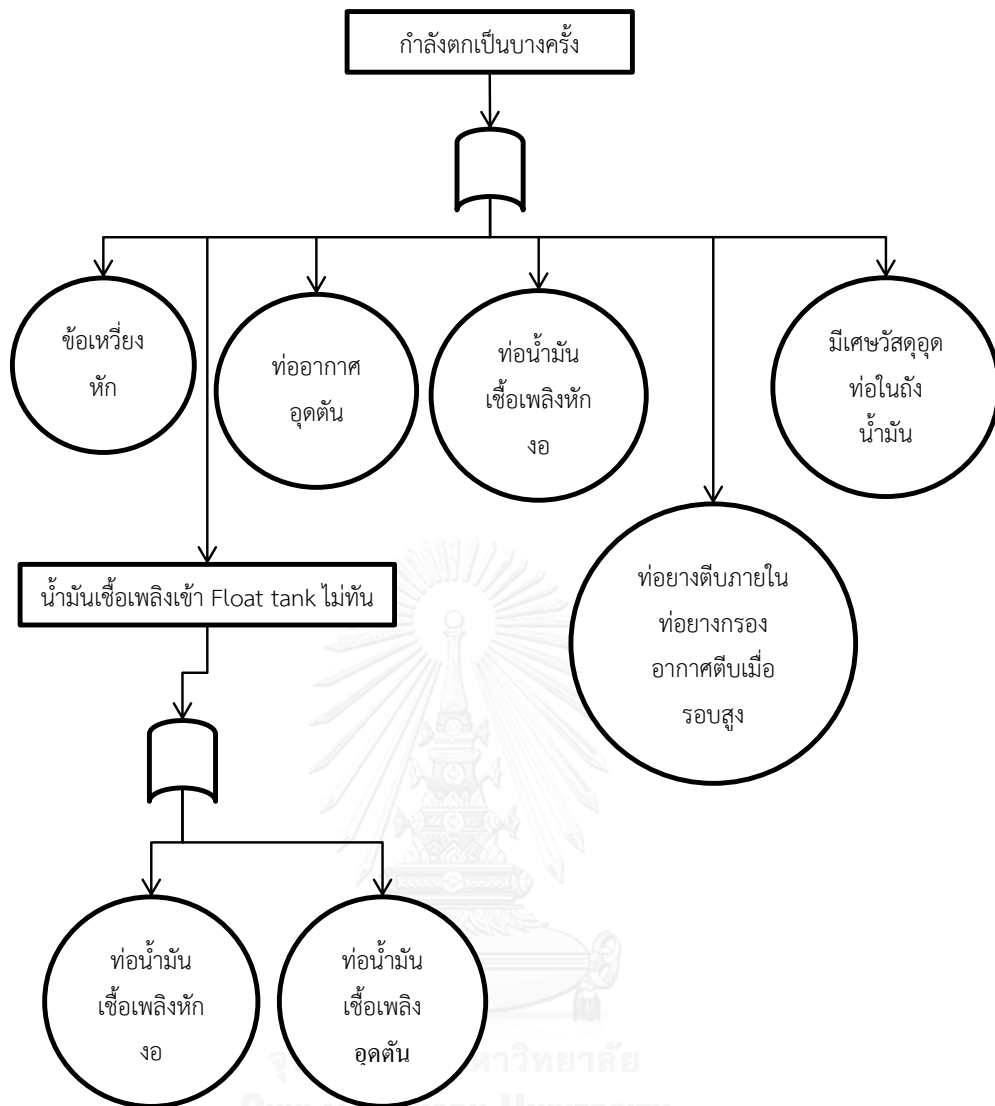 กำลังตกเป็นบางครั้ง
ข้อเหวี่ยง
หัก
ท่ออากาศ
อุดตัน
ท่อน้ำมัน
เชื้อเพลิงหัก
งอ
มีเศษวัสดุอุด
ท่อในถัง
น้ำมัน
น้ำมันเชื้อเพลิงเข้า Float tank ไม่ทัน
ท่อยางตีบภายใน
ท่อยางกรอง
อากาศตีบเมื่อ
รอบสูง
ท่อน้ำมัน
เชื้อเพลิงหัก
งอ
ท่อน้ำมัน
เชื้อเพลิง
อุดตัน